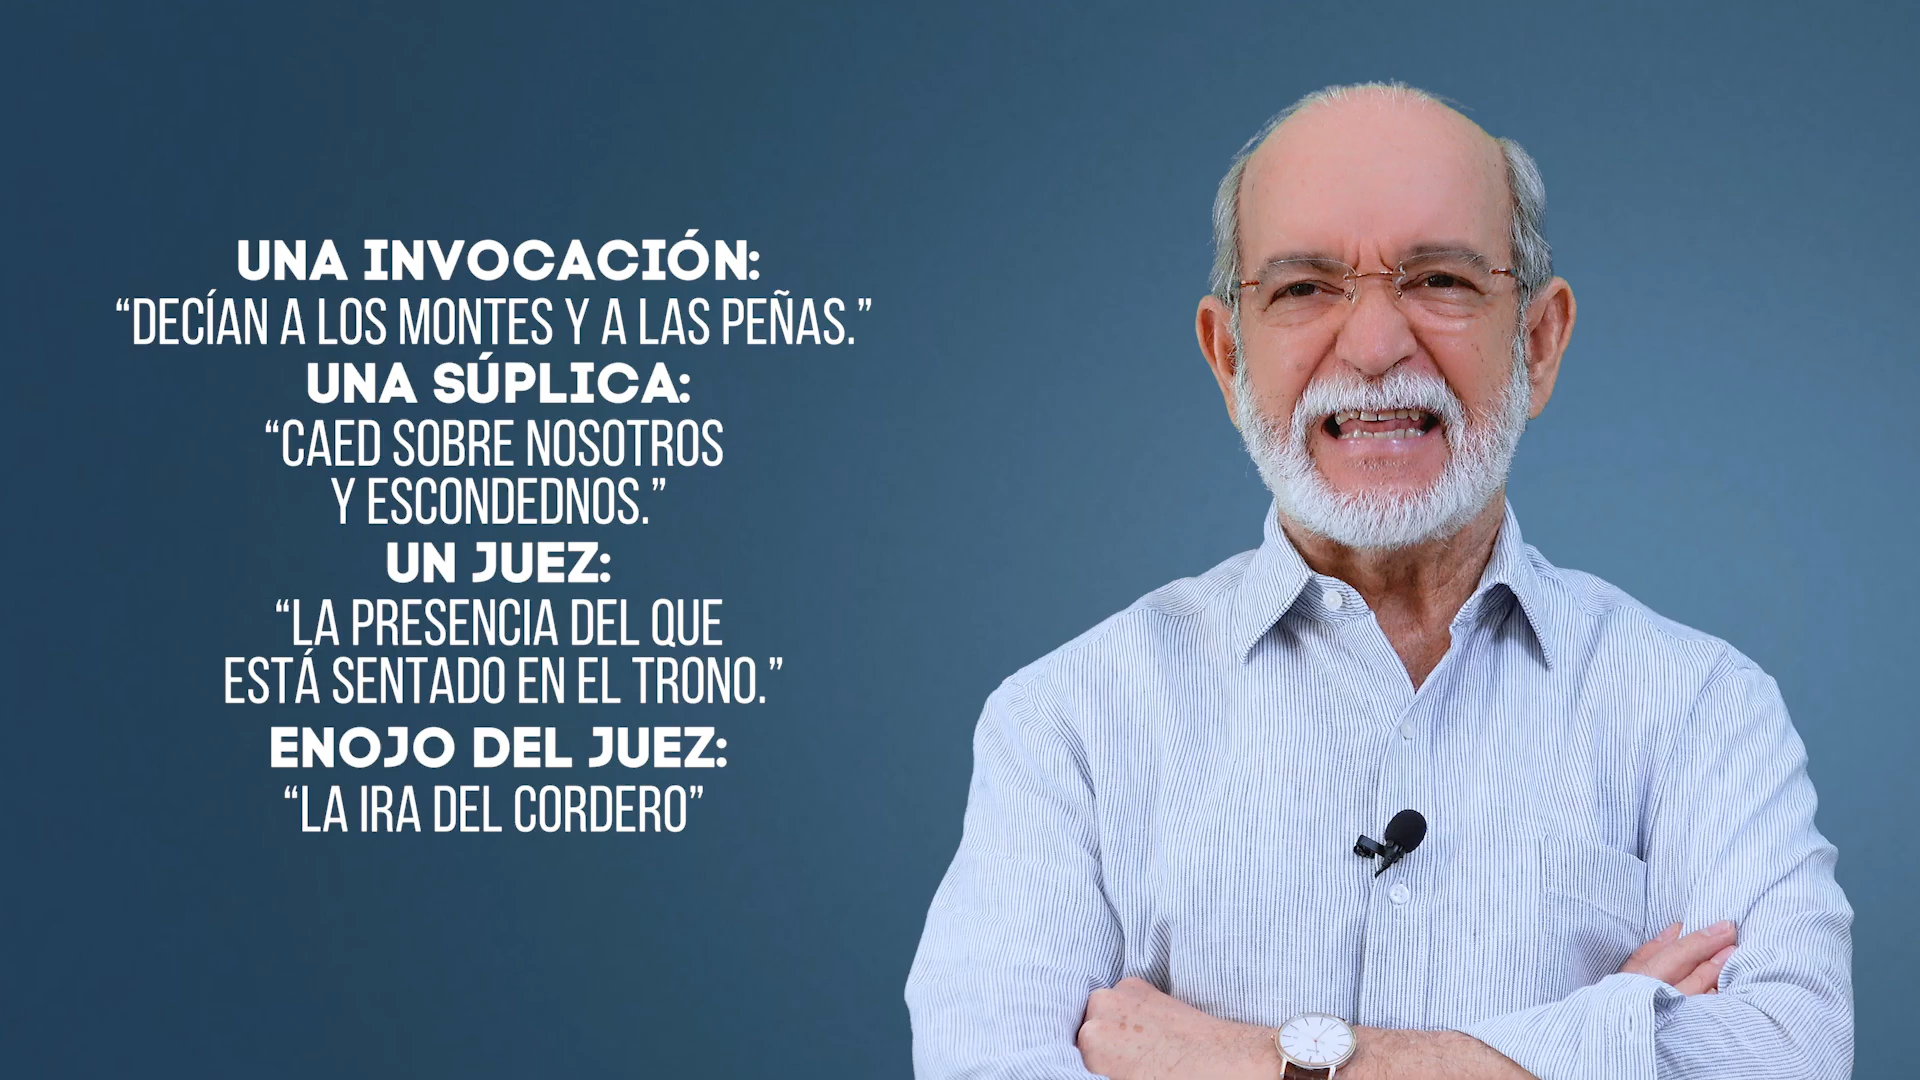 UNA INVOCACIÓN:
“DECÍAN A LOS MONTES Y A LAS PEÑAS.”
UNA SÚPLICA:
“CAED SOBRE NOSOTROS
Y ESCONDEDNOS.”
UN JUEZ:
“LA PRESENCIA DEL QUE
ESTÁ SENTADO EN EL TRONO.”
ENOJO DEL JUEZ:
“LA IRA DEL CORDERO”